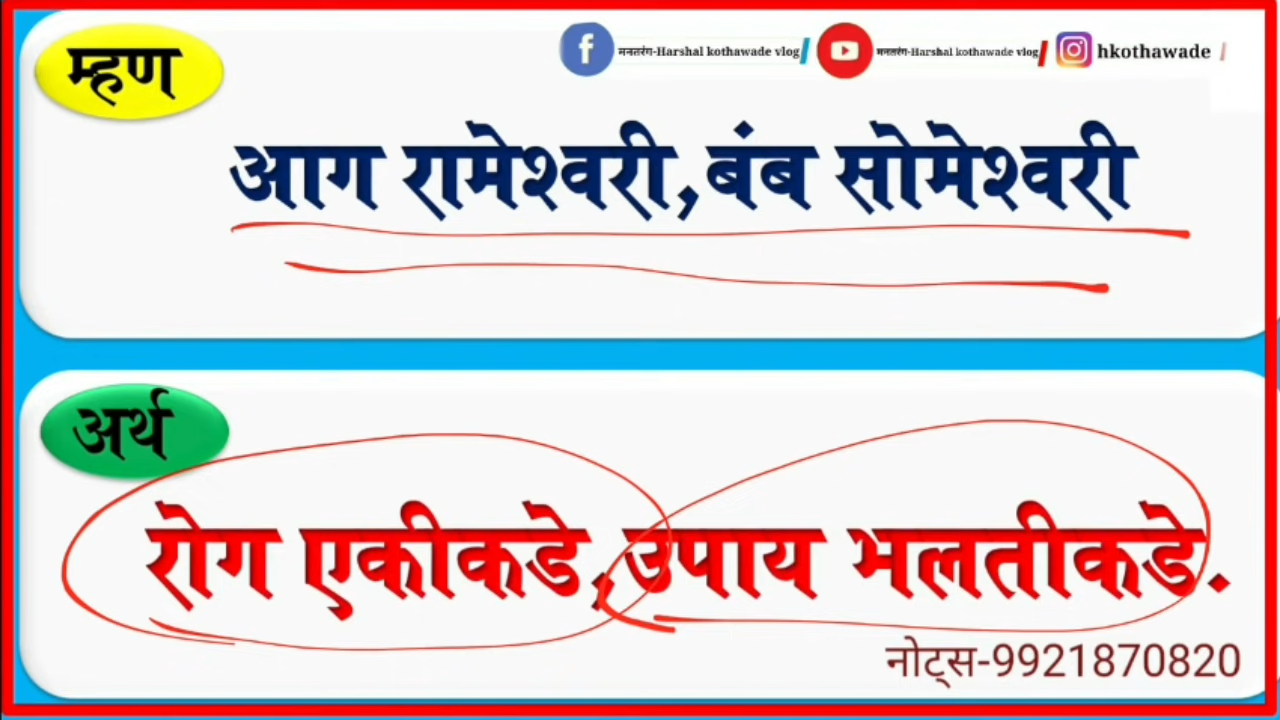 म्हण
मनतरंग-Harshal kothawade vlog
मनतरंग-Harshal kothawade vlog
hkothawade
आग रामेश्वरी,बंब सोमेश्वरी
अर्थ
रोग एकीकडे,उपाय भलतीकडे.
नोट्स-9921870820